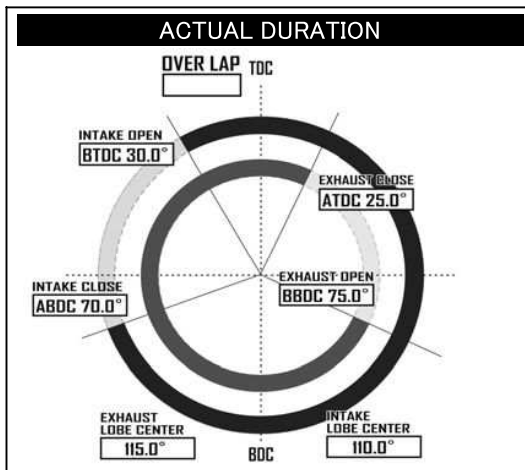 ACTUAL DURATION
OVER LAP TDC
INTAKE OPEN
BTDC 30.0°
EXHAUST CLOSE
ATDC 25.0°
INTAKE CLOSE
ABDC 70.0°
EXHAUST OPEN
BBDC 75.0°
EXHAUST
LOBE CENTER
115.0°
BDC
INTAKE
LOBE CENTER
110.0°